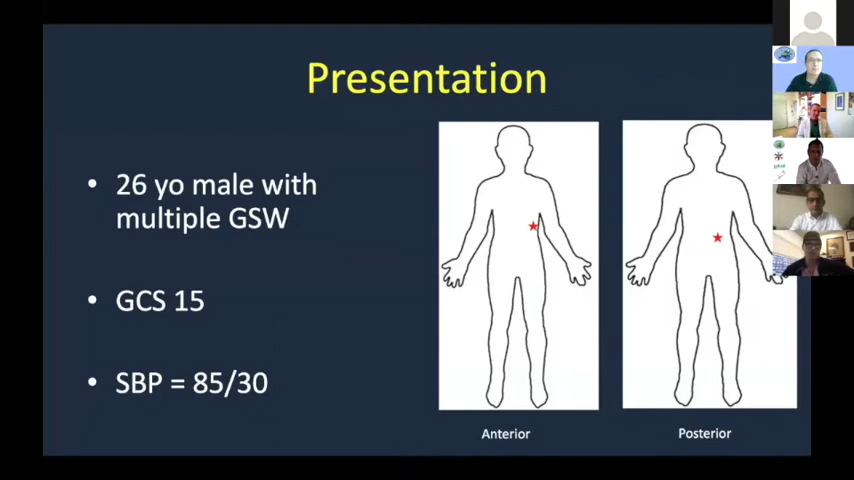 Presentation
• 26 yo male with
multiple GSW
• GCS 15
• SBP = 85/30
Anterior
Posterior